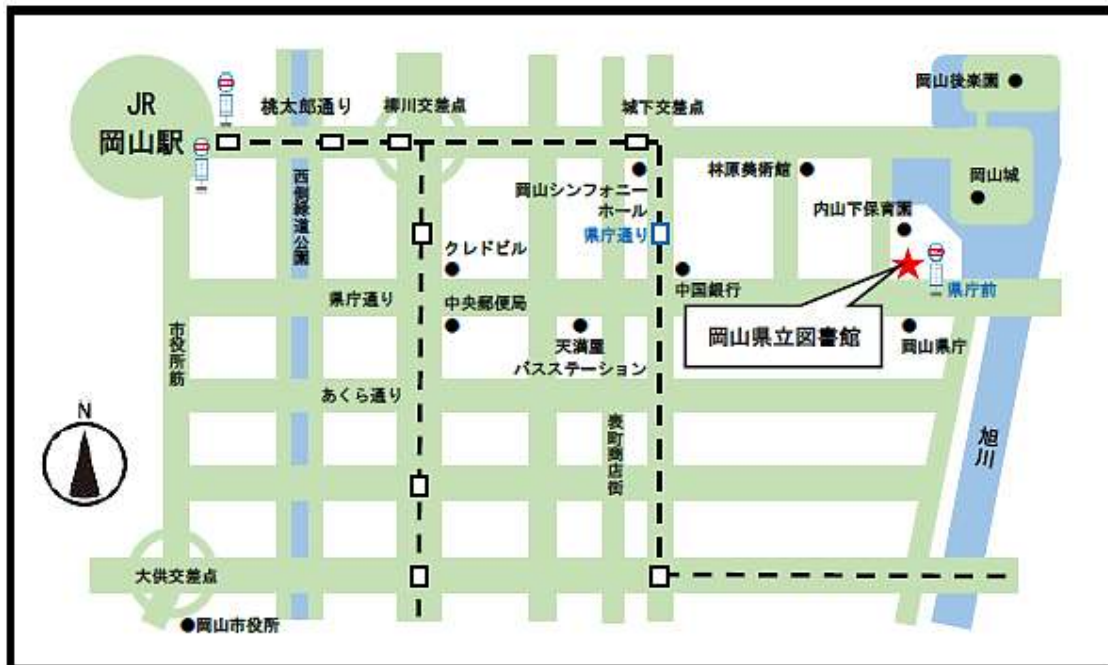 JR
岡山駅
桃太郎通り
柳川交差点
城下交差点
岡山後楽園
岡山城
林原美術館
岡山シンフォニー
ホール
内山下保育園
西側緑道公園
県庁通り
クレドビル
中国銀行
県庁前
県庁通り
中央郵便局
岡山県立図書館
岡山県庁
天満屋
バスステーション
市役所筋
あくら通り
表町商店街
旭川
N
大供交差点
岡山市役所